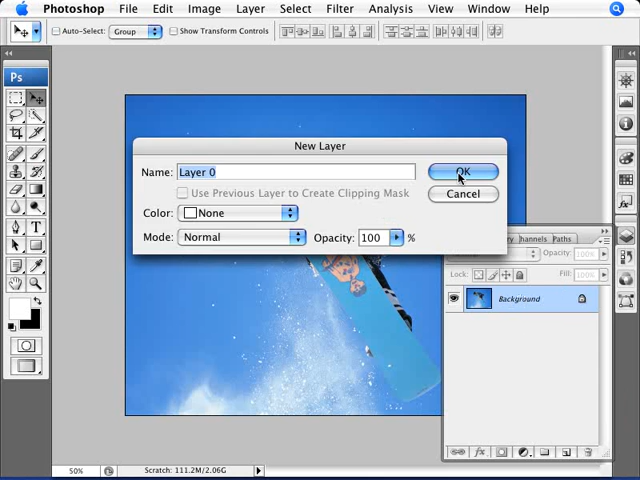 Photoshop File Edit Image Layer Select Filter Analysis View Window Help
Auto-Select: Group Show Transform Controls
Ps
New Layer
Name: Layer 0 OK
Use Previous Layer to Create Clipping Mask Cancel
Color: None
Mode: Normal Opacity: 100 %
Channels Paths
Opacity: 100%
Lock: Fill: 100%
Background
T
50% Scratch: 111.2M/2.06G